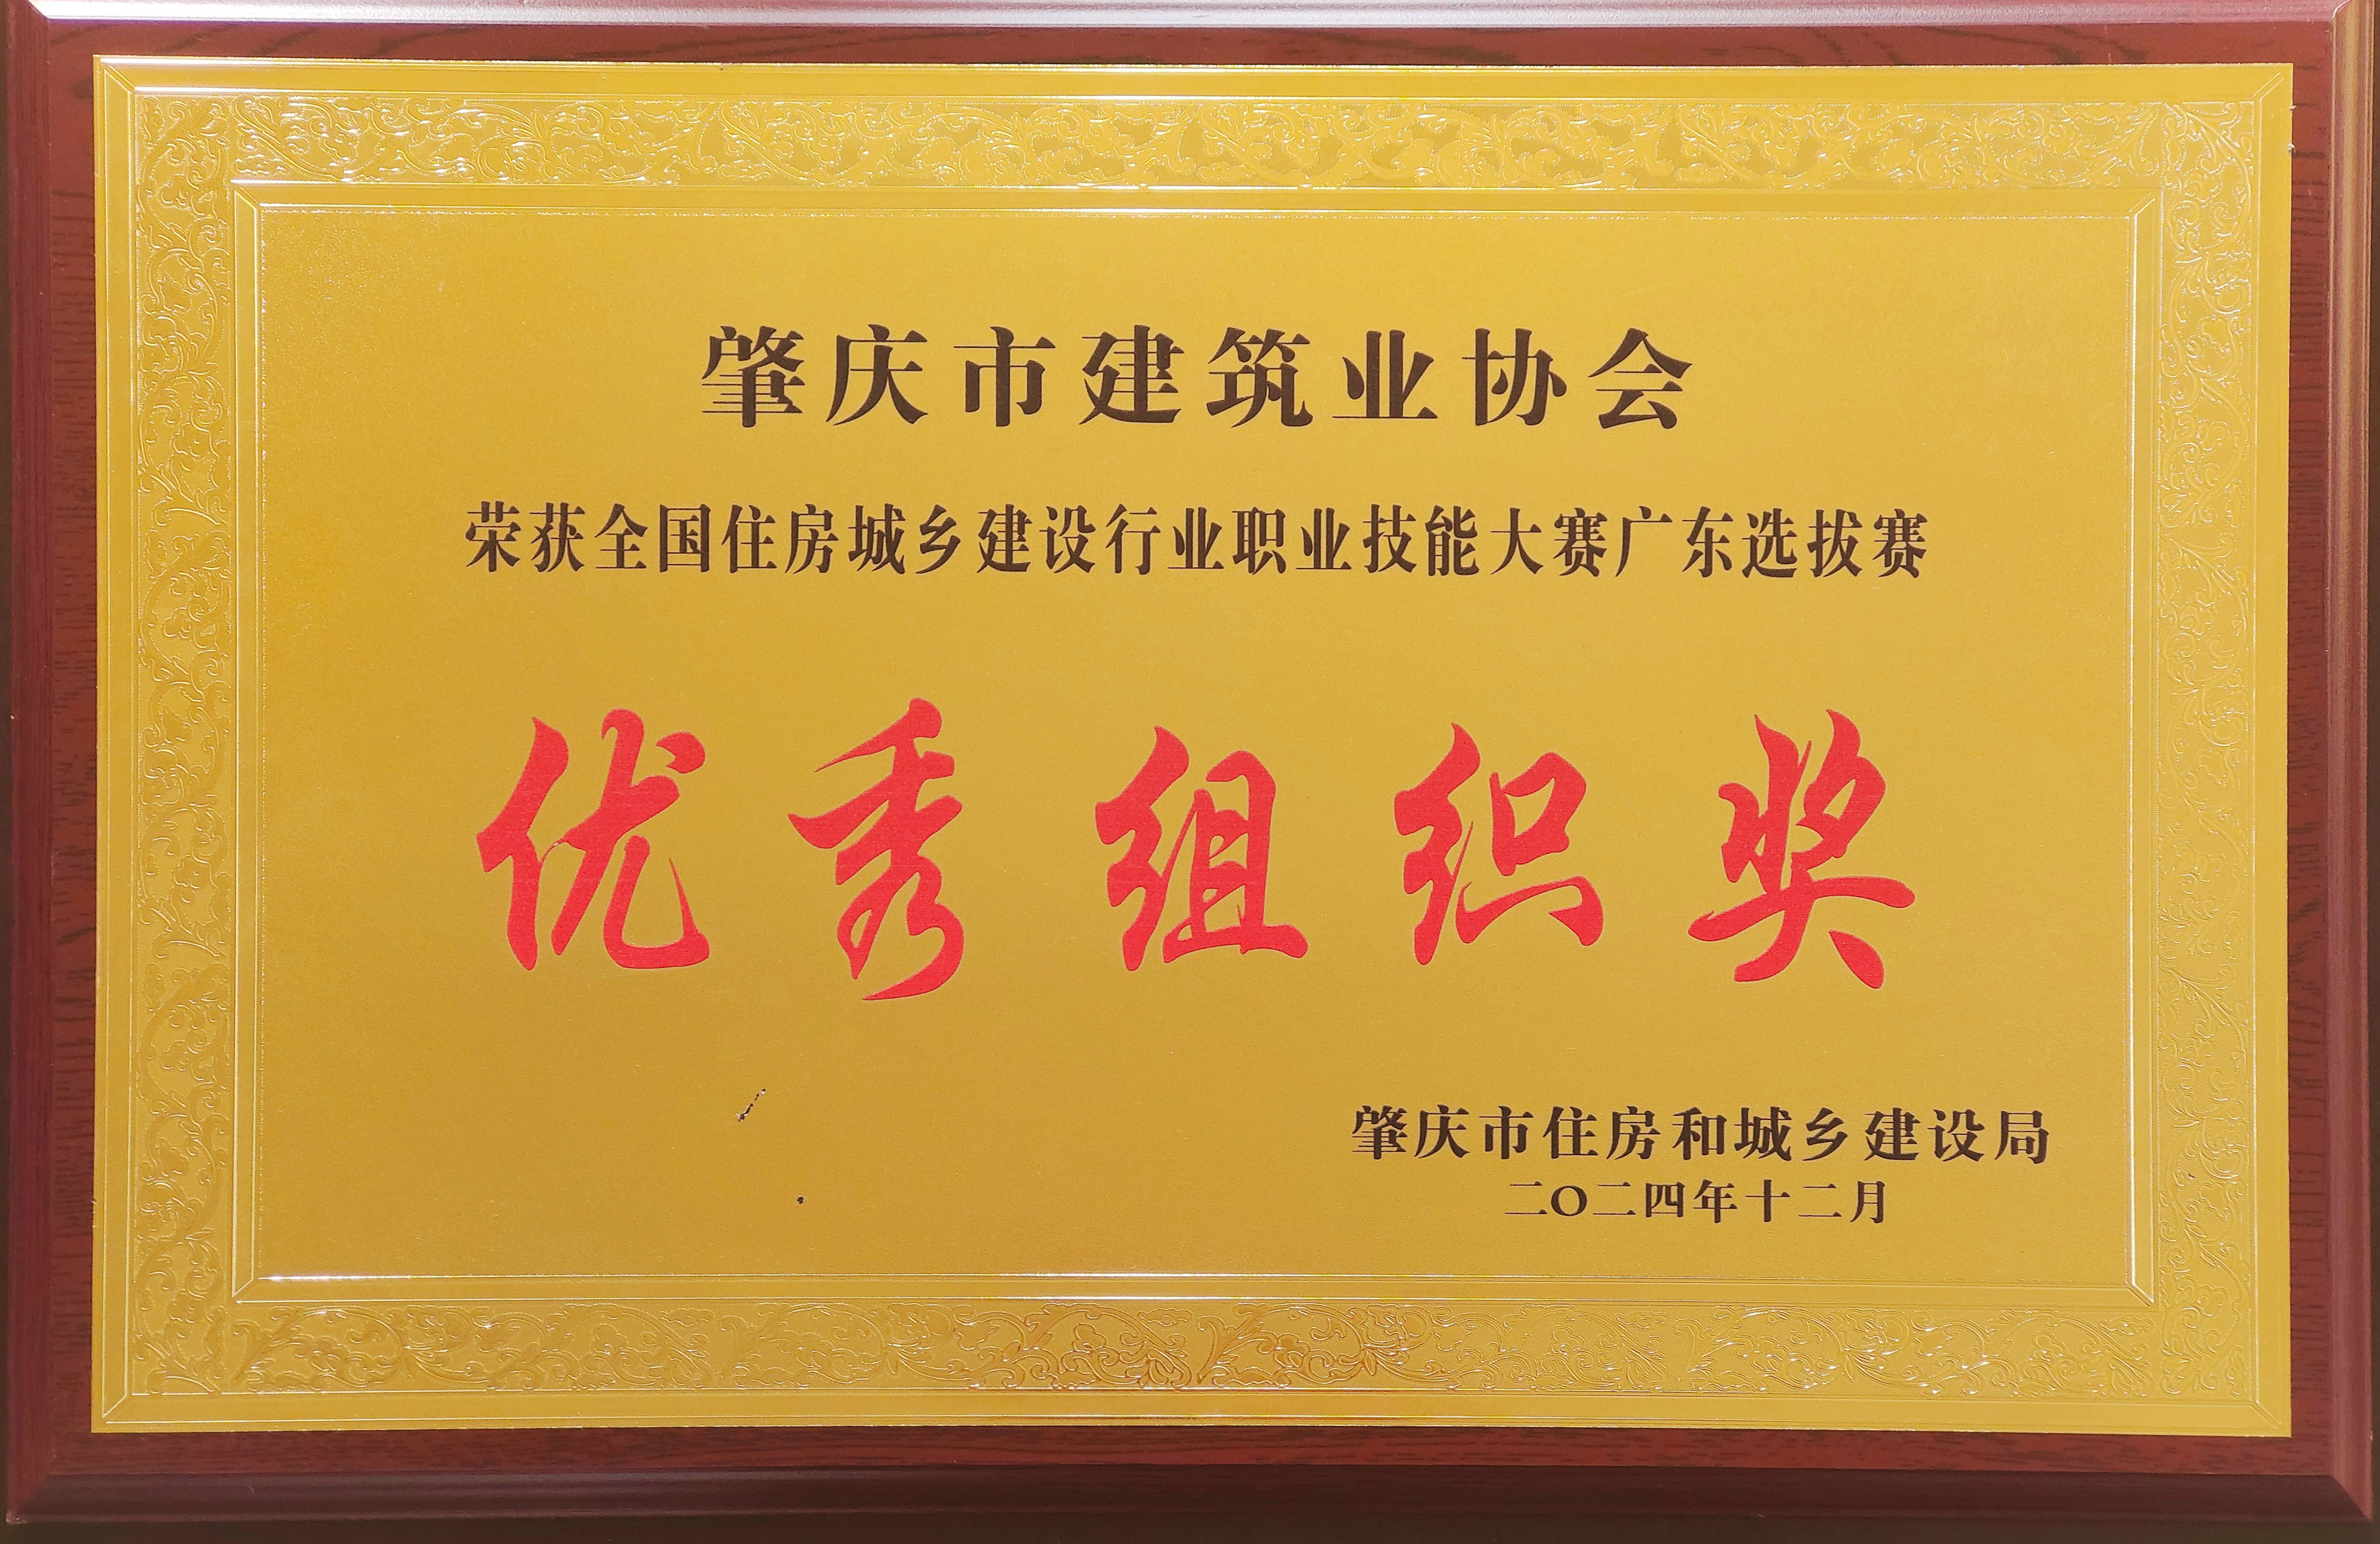 肇庆市建筑业协会
荣获全国住房城乡建设行业职业技能大赛广东选拔赛
优秀组织奖
肇庆市住房和城乡建设局
二〇二四年十二月